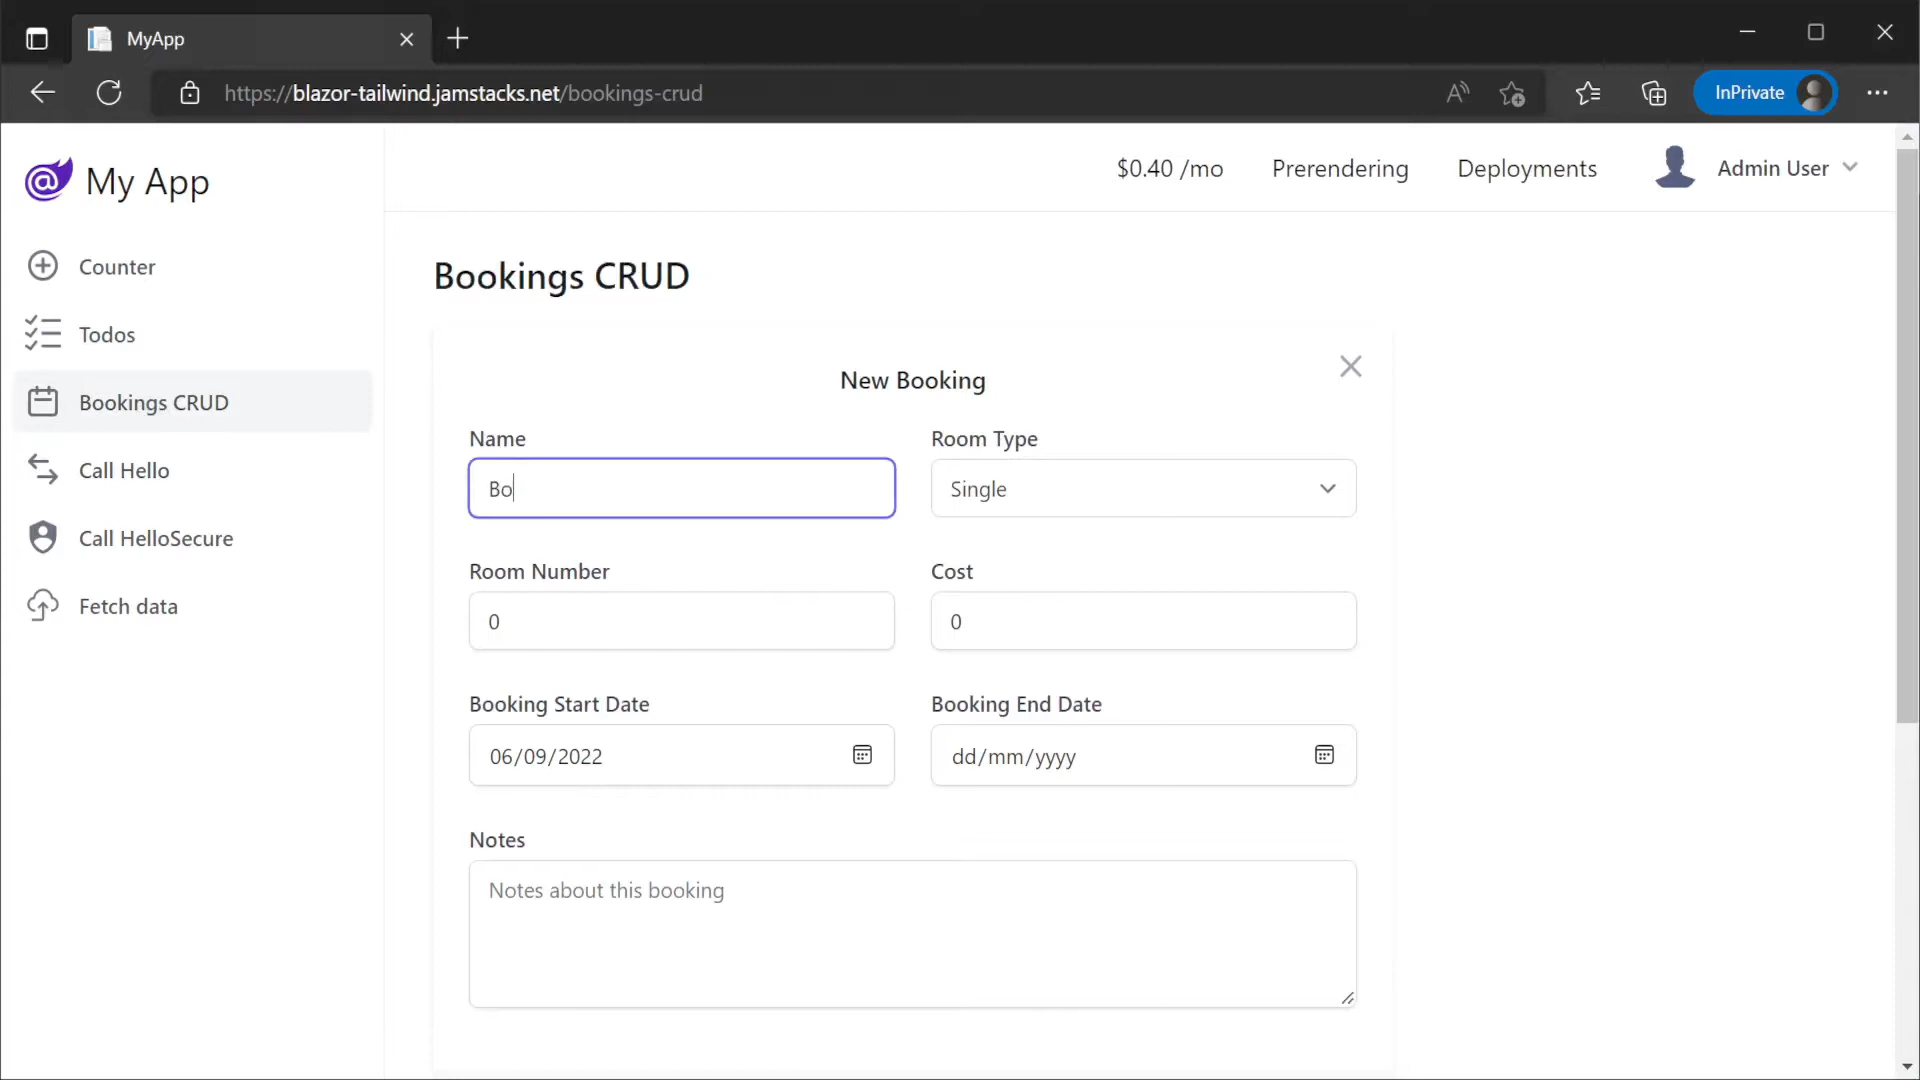 MyApp
https://blazor-tailwind.jamstacks.net/bookings-crud
InPrivate
My App
$0.40 /mo
Prerendering
Deployments
Admin User
Counter
Todos
Bookings CRUD
Call Hello
Call HelloSecure
Fetch data
Bookings CRUD
New Booking
Name
Room Type
Bo
Single
Room Number
Cost
0
0
Booking Start Date
Booking End Date
06/09/2022
dd/mm/yyyy
Notes
Notes about this booking